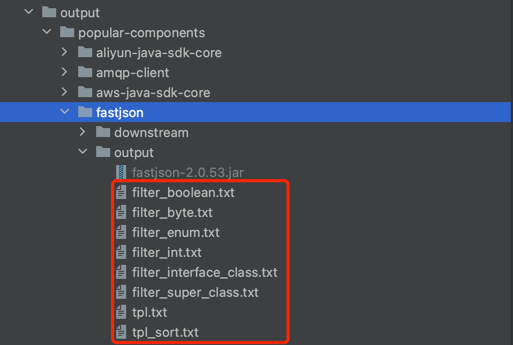 output
popular-components
aliyun-java-sdk-core
amqp-client
aws-java-sdk-core
fastjson
downstream
output
fastjson-2.0.53.jar
filter_boolean.txt
filter_byte.txt
filter_enum.txt
filter_int.txt
filter_interface_class.txt
filter_super_class.txt
tpl.txt
tpl_sort.txt